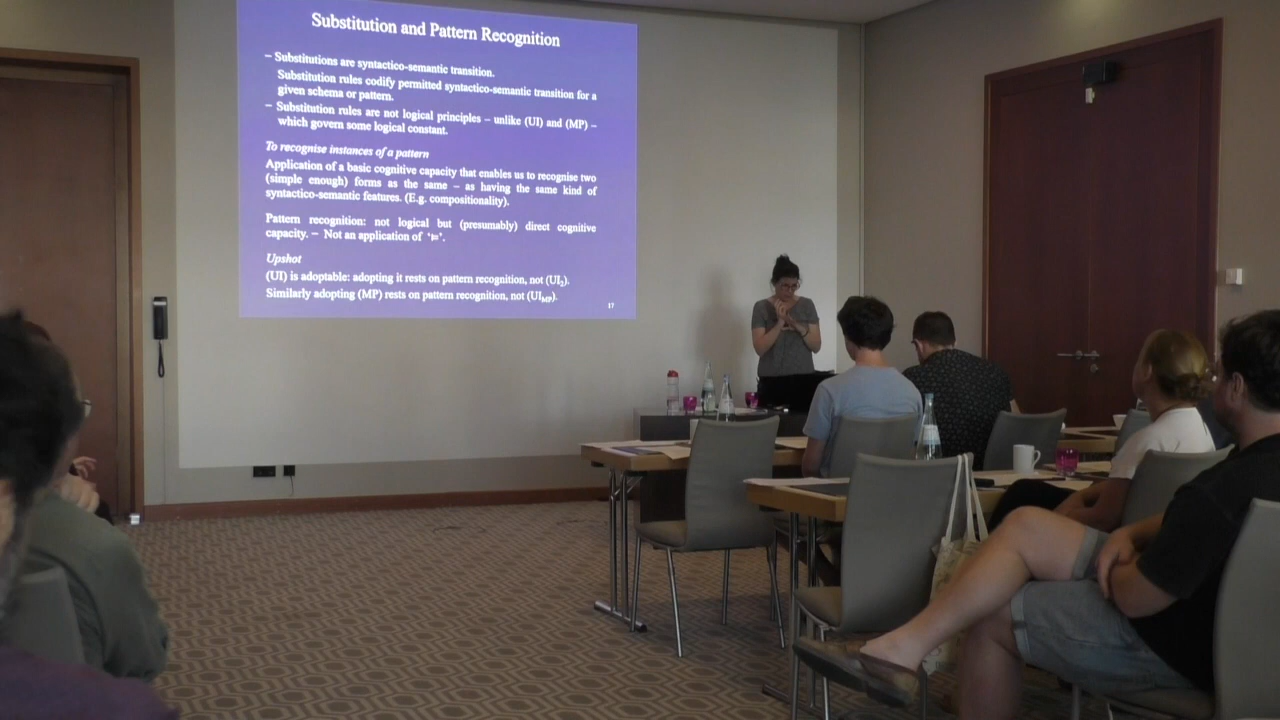 Substitution and Pattern Recognition
– Substitutions are syntactico-semantic transition.
Substitution rules codify permitted syntactico-semantic transition for a
given schema or pattern.
– Substitution rules are not logical principles – unlike (UI) and (MP) –
which govern some logical constant.
To recognise instances of a pattern
Application of a basic cognitive capacity that enables us to recognise two
(simple enough) forms as the same – as having the same kind of
syntactico-semantic features. (E.g. compositionality).
Pattern recognition: not logical but (presumably) direct cognitive
capacity. – Not an application of ‘⊨’.
Upshot
(UI) is adoptable: adopting it rests on pattern recognition, not (UI₂).
Similarly adopting (MP) rests on pattern recognition, not (UI_MP).
17